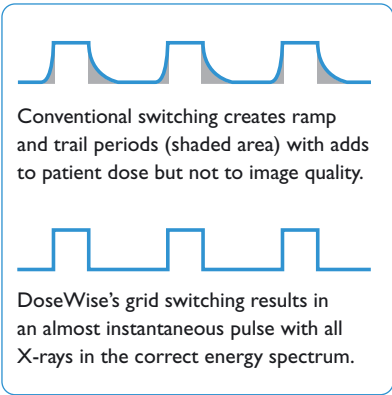 Conventional switching creates ramp
and trail periods (shaded area) with adds
to patient dose but not to image quality.
DoseWise's grid switching results in
an almost instantaneous pulse with all
X-rays in the correct energy spectrum.